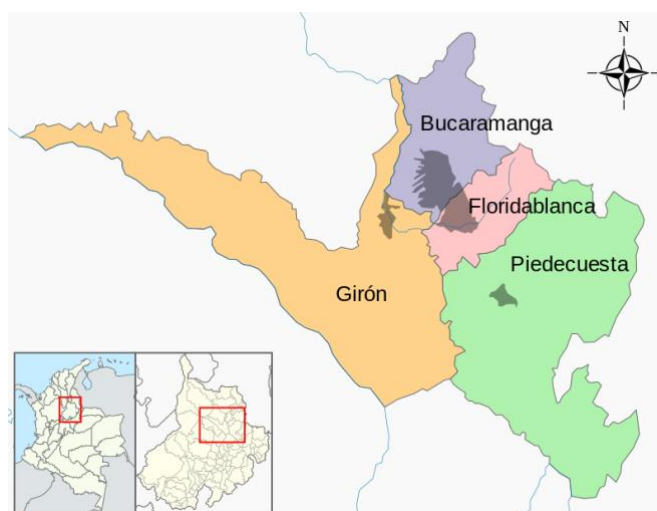 N
Bucaramanga
Floridablanca
Piedecuesta
Girón